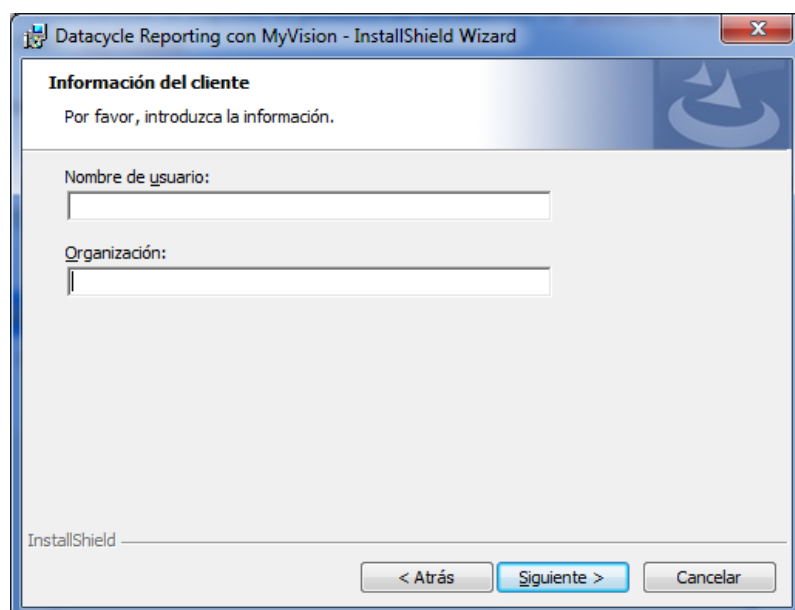 Datacycle Reporting con MyVision - InstallShield Wizard
Información del cliente
Por favor, introduzca la información.
Nombre de usuario:
Organización:
InstallShield
< Atrás
Siguiente >
Cancelar